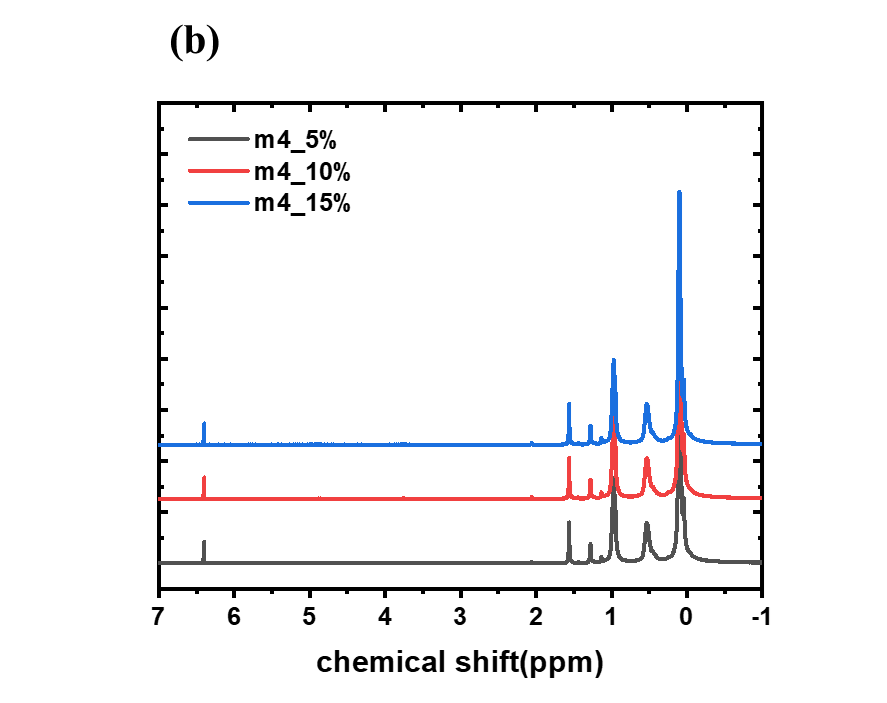 (b)
m4_5%
m4_10%
m4_15%
7 6 5 4 3 2 1 0 -1
chemical shift(ppm)